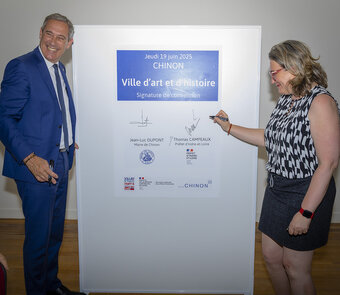 Jeudi 19 juin 2025
CHINON
Ville d'art et d'histoire
Signature de convention
Jean-Luc DUPONT
Maire de Chinon
Thomas CAMPEAUX
Préfet d'Indre-et-Loire
CHINON